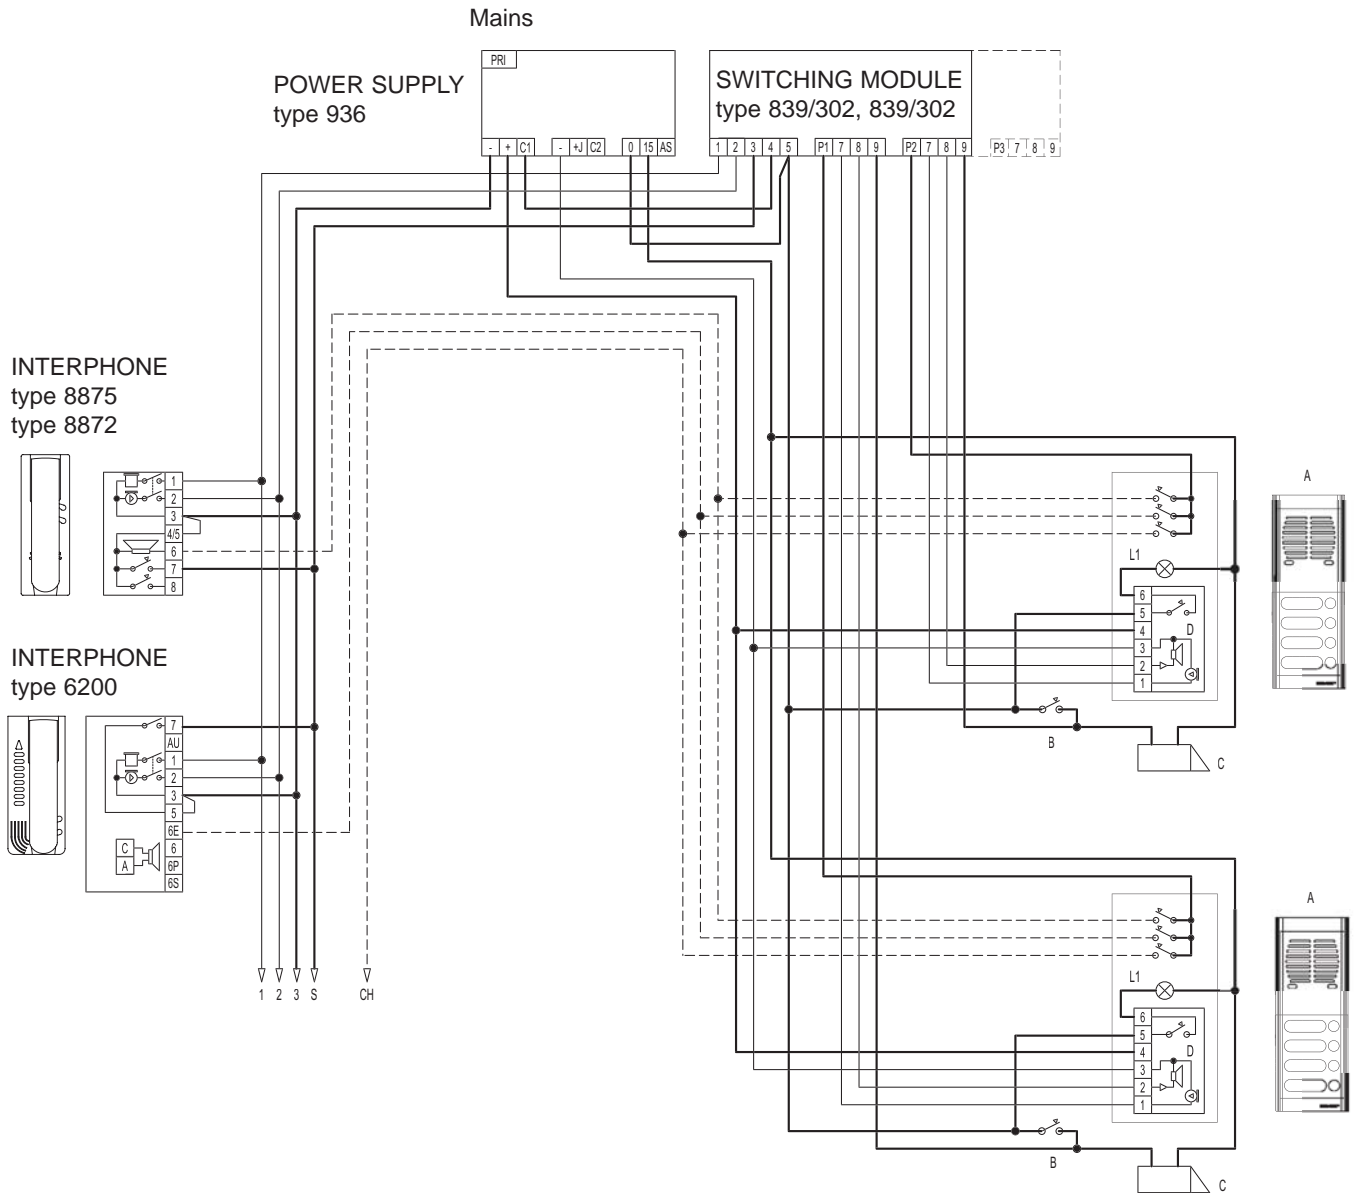 Mains
PRI
POWER SUPPLY
type 936
SWITCHING MODULE
type 839/302, 839/302
- + C1 - +J C2 0 15 AS
1 2 3 4 5 P1 7 8 9 P2 7 8 9 P3 7 8 9
INTERPHONE
type 8875
type 8872
1
2
3
4/5
6
7
8
INTERPHONE
type 6200
7
AU
1
2
3
5
6E
6
6P
6S
C
A
1 2 3 S CH
A
L1
6
5
4
3
2
1
D
B
C
A
L1
6
5
4
3
2
1
D
B
C